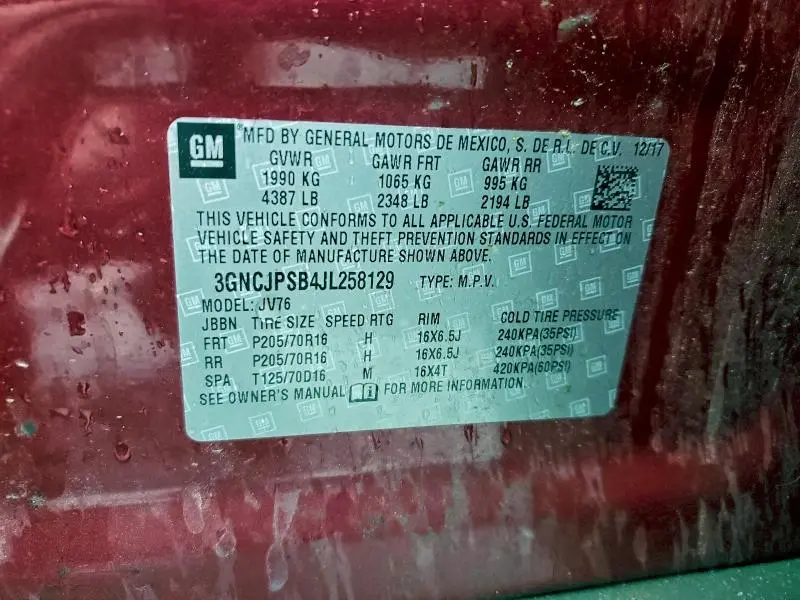 GM ® MFD BY GENERAL MOTORS DE MEXICO, S. DE R.L. DE C.V. 12/17
GVWR GAWR FRT GAWR RR
1990 KG 1065 KG 995 KG
4387 LB 2348 LB 2194 LB
THIS VEHICLE CONFORMS TO ALL APPLICABLE U.S. FEDERAL MOTOR
VEHICLE SAFETY AND THEFT PREVENTION STANDARDS IN EFFECT ON
THE DATE OF MANUFACTURE SHOWN ABOVE.
3GNCJPSB4JL258129 TYPE: M.P.V.
MODEL: JV76
JBBN TIRE SIZE SPEED RTG RIM COLD TIRE PRESSURE
FRT P205/70R16 H 16X6.5J 240KPA(35PSI)
RR P205/70R16 H 16X6.5J 240KPA(35PSI)
SPA T125/70D16 M 16X4T 420KPA(60PSI)
SEE OWNER'S MANUAL FOR MORE INFORMATION